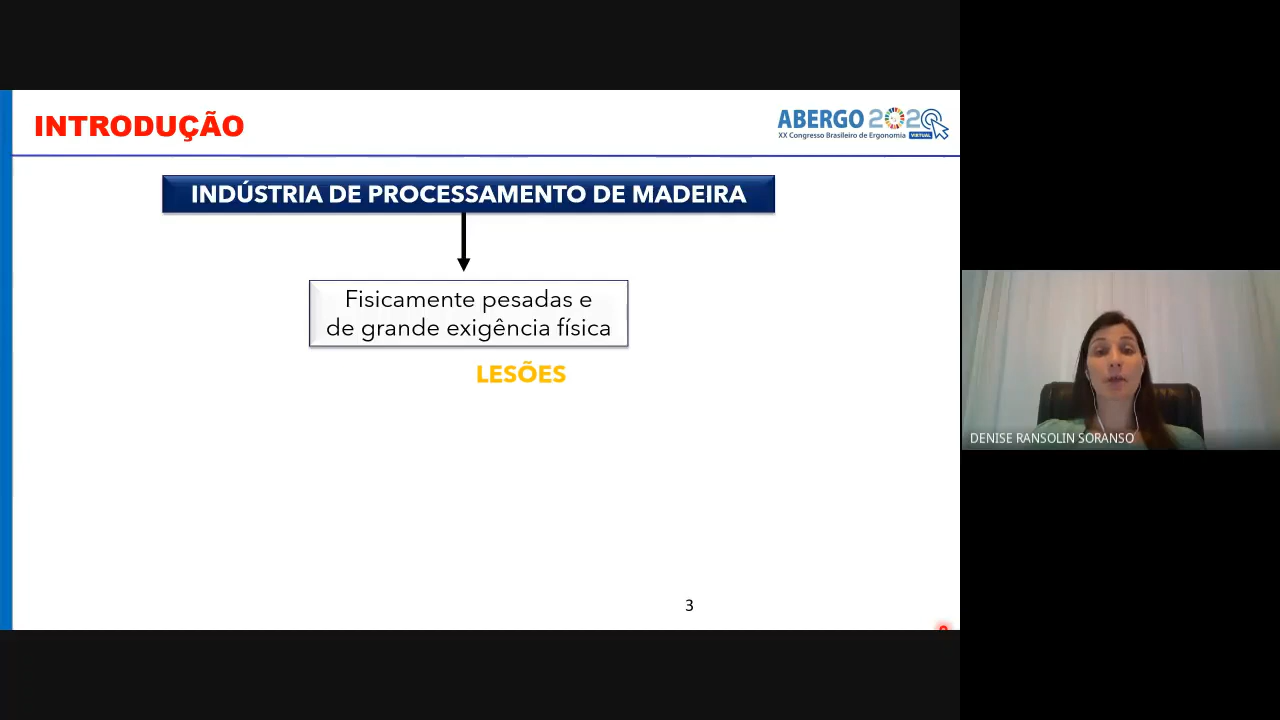 INTRODUÇÃO
ABERGO 2020
XX Congresso Brasileiro de Ergonomia VIRTUAL
INDÚSTRIA DE PROCESSAMENTO DE MADEIRA
Fisicamente pesadas e
de grande exigência física
LESÕES
DENISE RANSOLIN SORANSO
3